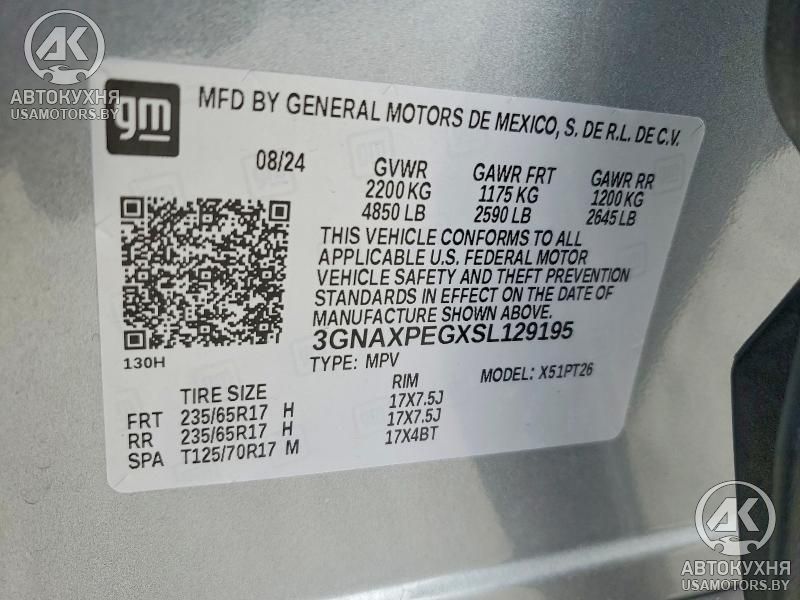 АК
АВТОКУХНЯ
USAMOTORS.BY
gm
MFD BY GENERAL MOTORS DE MEXICO, S. DE R.L. DE C.V.
08/24 GVWR GAWR FRT GAWR RR
2200 KG 1175 KG 1200 KG
4850 LB 2590 LB 2645 LB
THIS VEHICLE CONFORMS TO ALL
APPLICABLE U.S. FEDERAL MOTOR
VEHICLE SAFETY AND THEFT PREVENTION
STANDARDS IN EFFECT ON THE DATE OF
MANUFACTURE SHOWN ABOVE.
3GNAXPEGXSL129195
130H
TYPE: MPV MODEL: X51PT26
TIRE SIZE RIM
FRT 235/65R17 H 17X7.5J
RR 235/65R17 H 17X7.5J
SPA T125/70R17 M 17X4BT
АК
АВТОКУХНЯ
USAMOTORS.BY